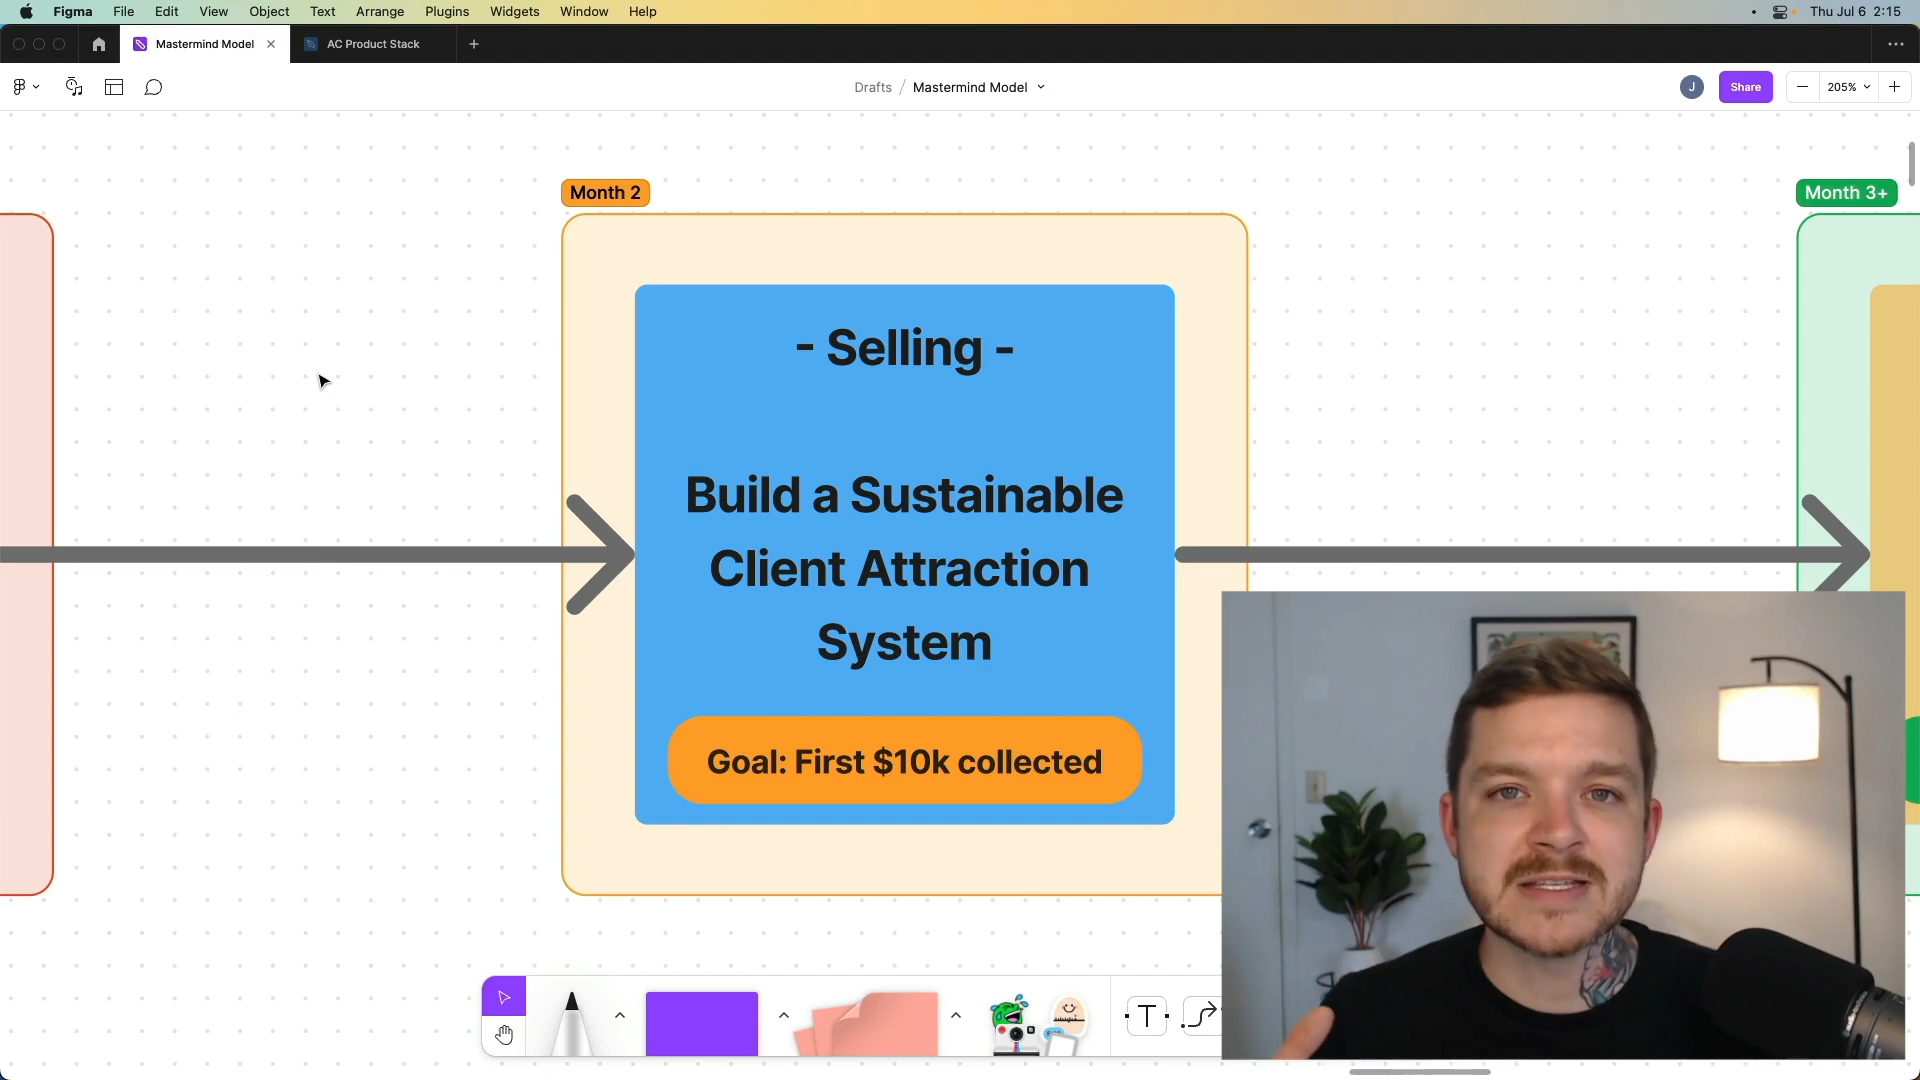 Figma File Edit View Object Text Arrange Plugins Widgets Window Help Thu Jul 6 2:15
Mastermind Model AC Product Stack
Drafts / Mastermind Model J Share 205%
Month 2 Month 3+
- Selling -
Build a Sustainable
Client Attraction
System
Goal: First $10k collected
T